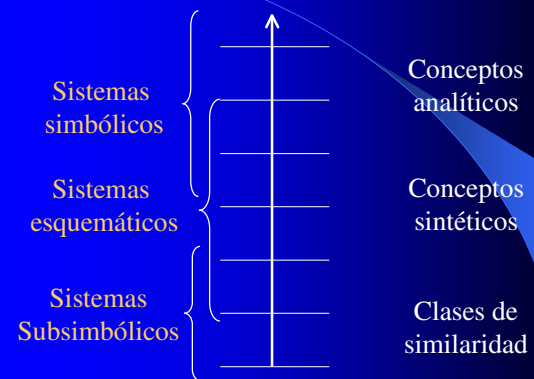 Sistemas
simbólicos
Conceptos
analíticos
Sistemas
esquemáticos
Conceptos
sintéticos
Sistemas
Subsimbólicos
Clases de
similaridad